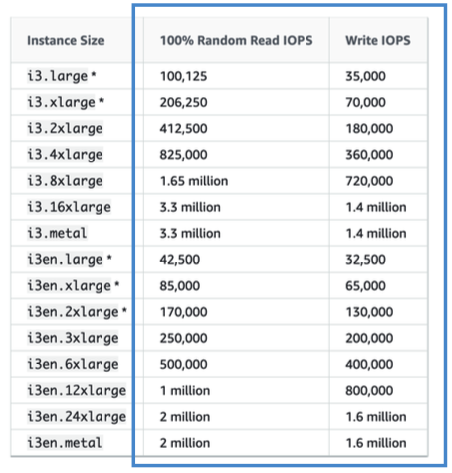 Instance Size 100% Random Read IOPS Write IOPS
i3.large * 100,125 35,000
i3.xlarge * 206,250 70,000
i3.2xlarge 412,500 180,000
i3.4xlarge 825,000 360,000
i3.8xlarge 1.65 million 720,000
i3.16xlarge 3.3 million 1.4 million
i3.metal 3.3 million 1.4 million
i3en.large * 42,500 32,500
i3en.xlarge * 85,000 65,000
i3en.2xlarge * 170,000 130,000
i3en.3xlarge 250,000 200,000
i3en.6xlarge 500,000 400,000
i3en.12xlarge 1 million 800,000
i3en.24xlarge 2 million 1.6 million
i3en.metal 2 million 1.6 million